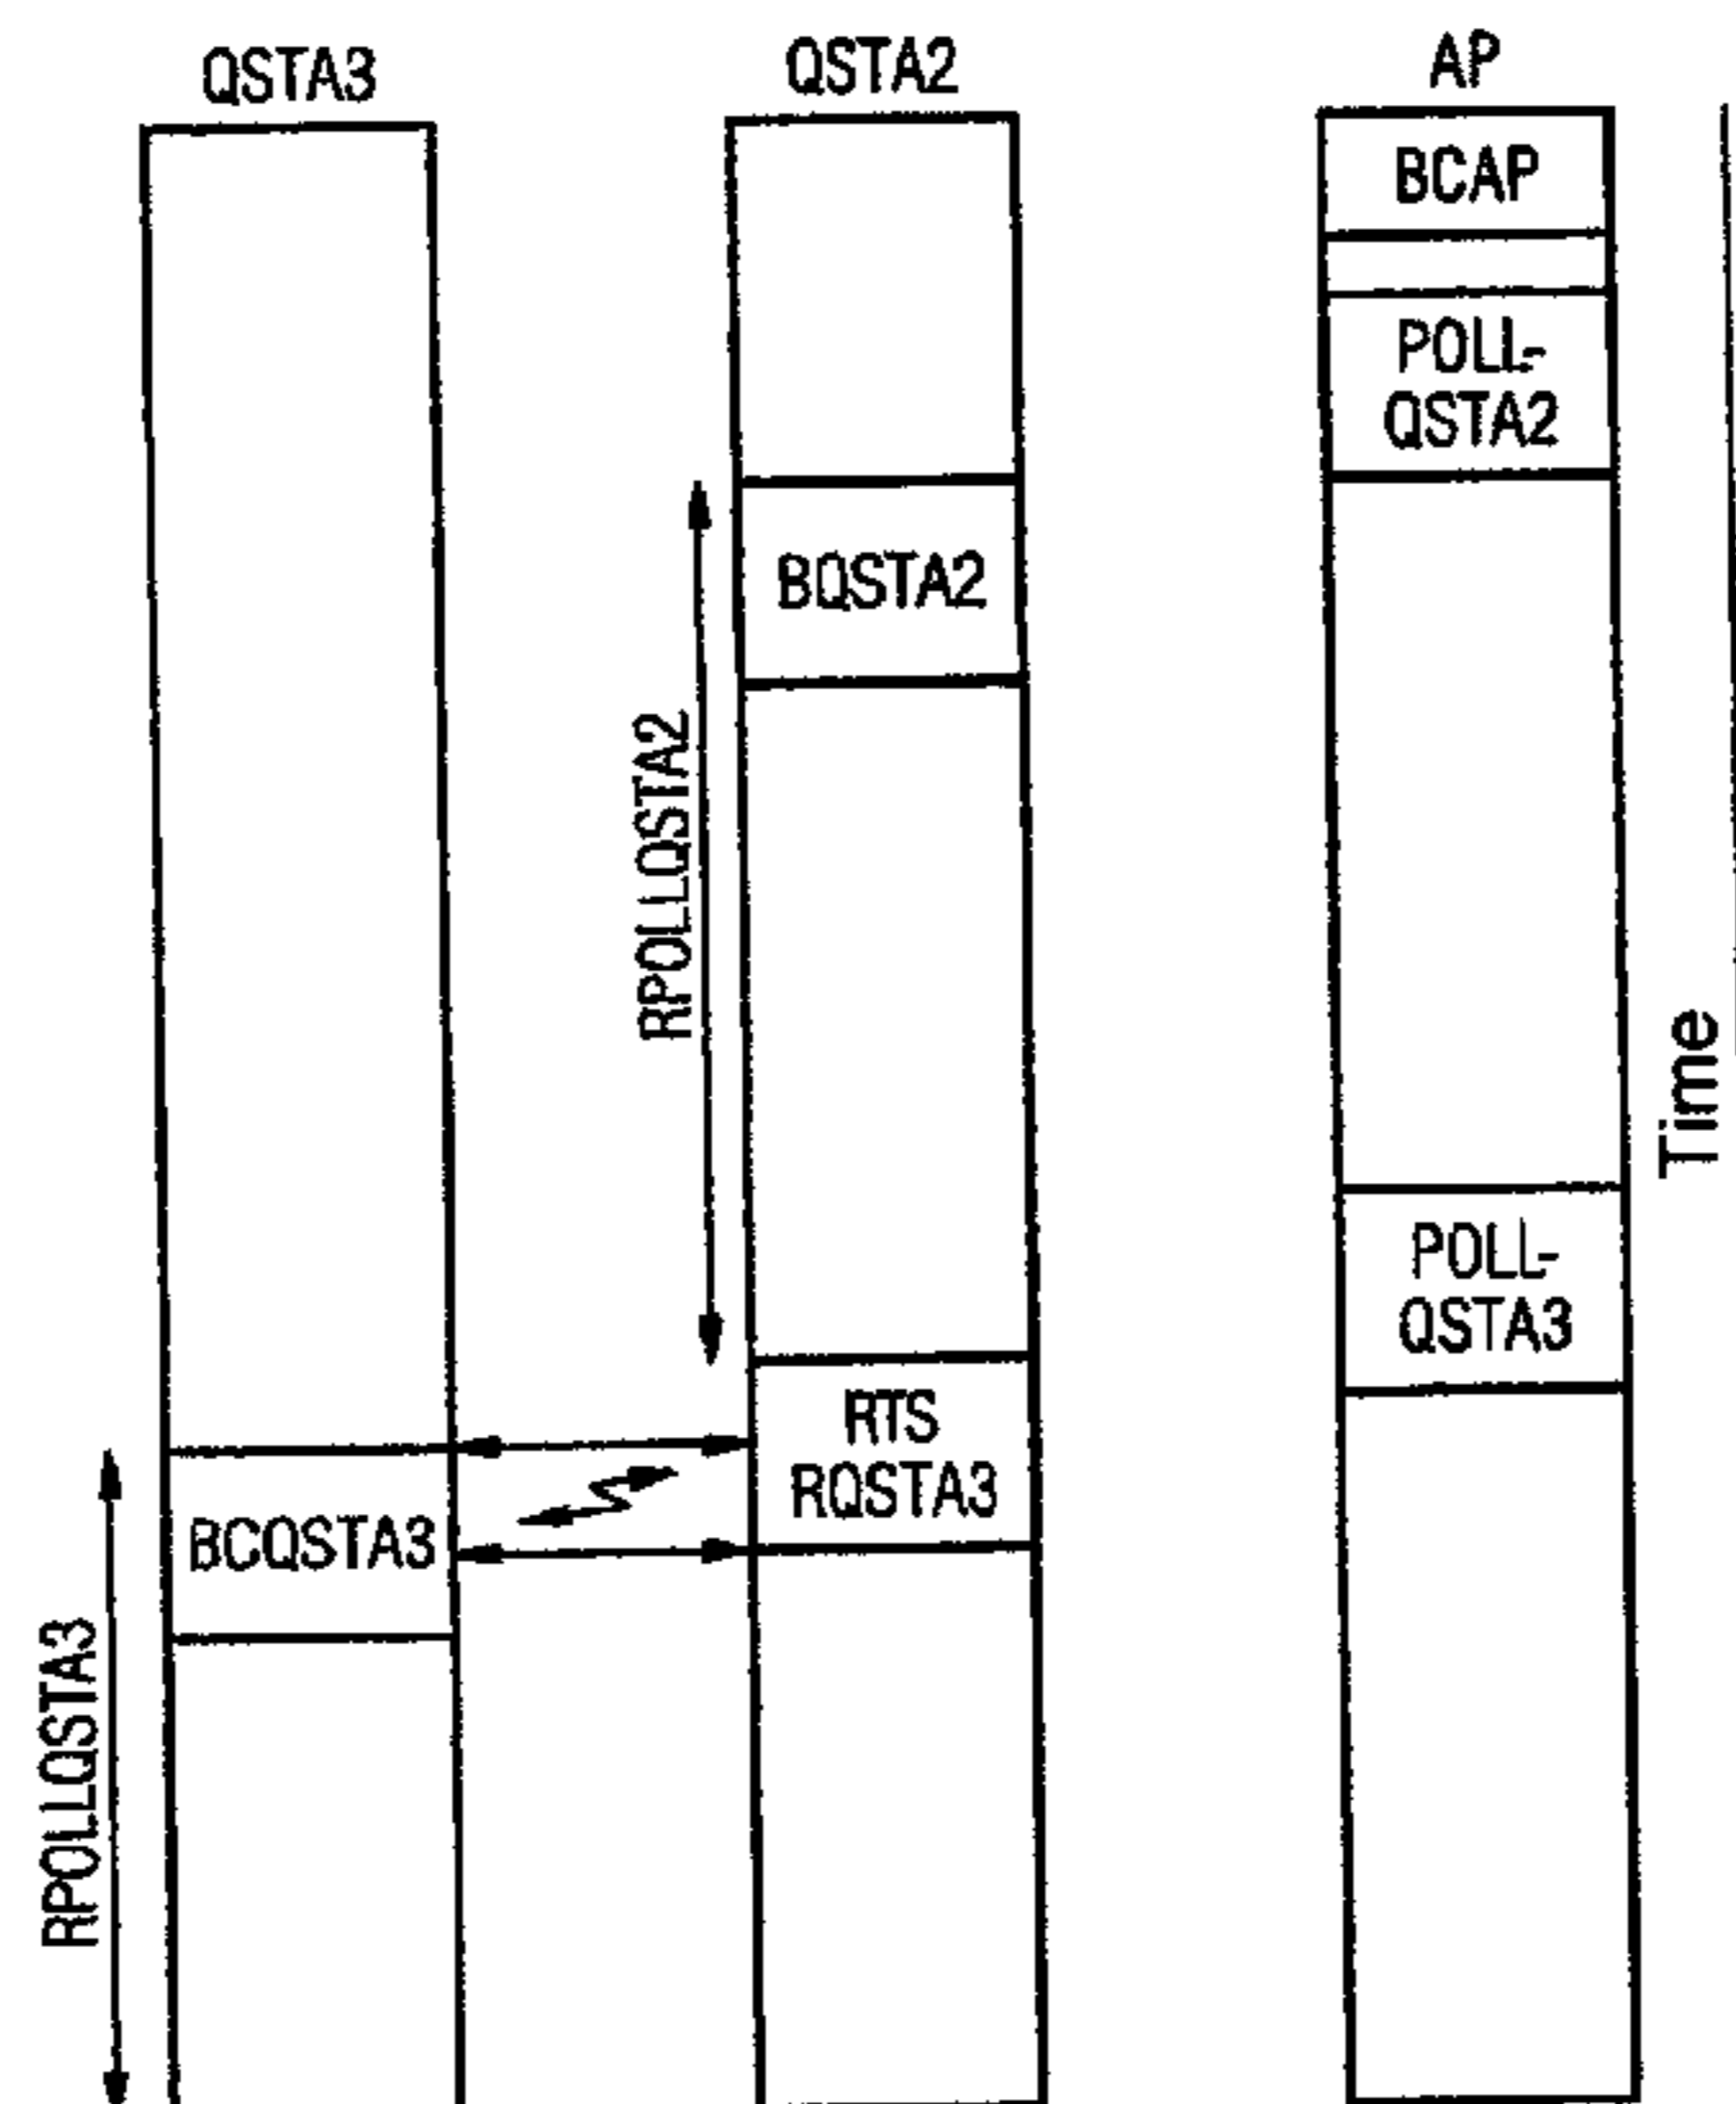 QSTA3
QSTA2
AP
BCAP
POLL-
QSTA2
BQSTA2
RPOLLQSTA2
Time
POLL-
QSTA3
RTS
RQSTA3
BCQSTA3
RPOLLQSTA3